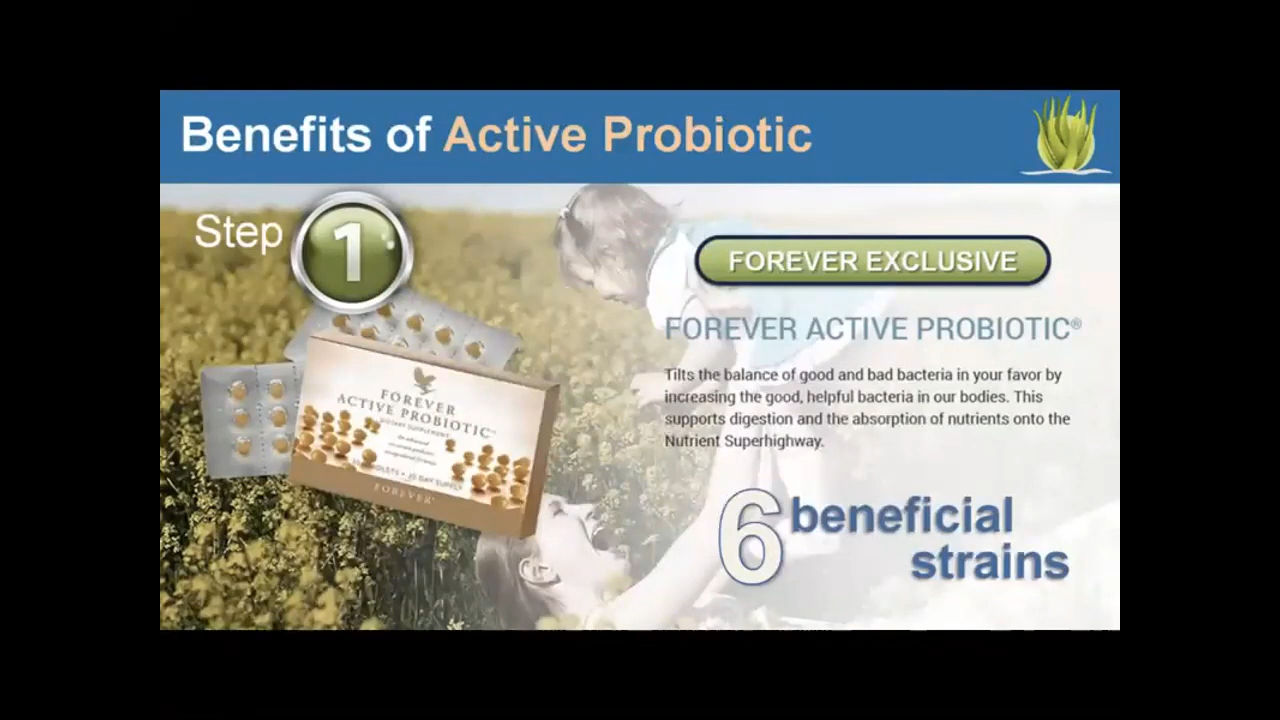 Benefits of Active Probiotic
Step 1
FOREVER EXCLUSIVE
FOREVER ACTIVE PROBIOTIC®
Tilts the balance of good and bad bacteria in your favor by
increasing the good, helpful bacteria in our bodies. This
supports digestion and the absorption of nutrients onto the
Nutrient Superhighway.
FOREVER
ACTIVE PROBIOTIC
DIETARY SUPPLEMENT
FOREVER
6 beneficial
strains